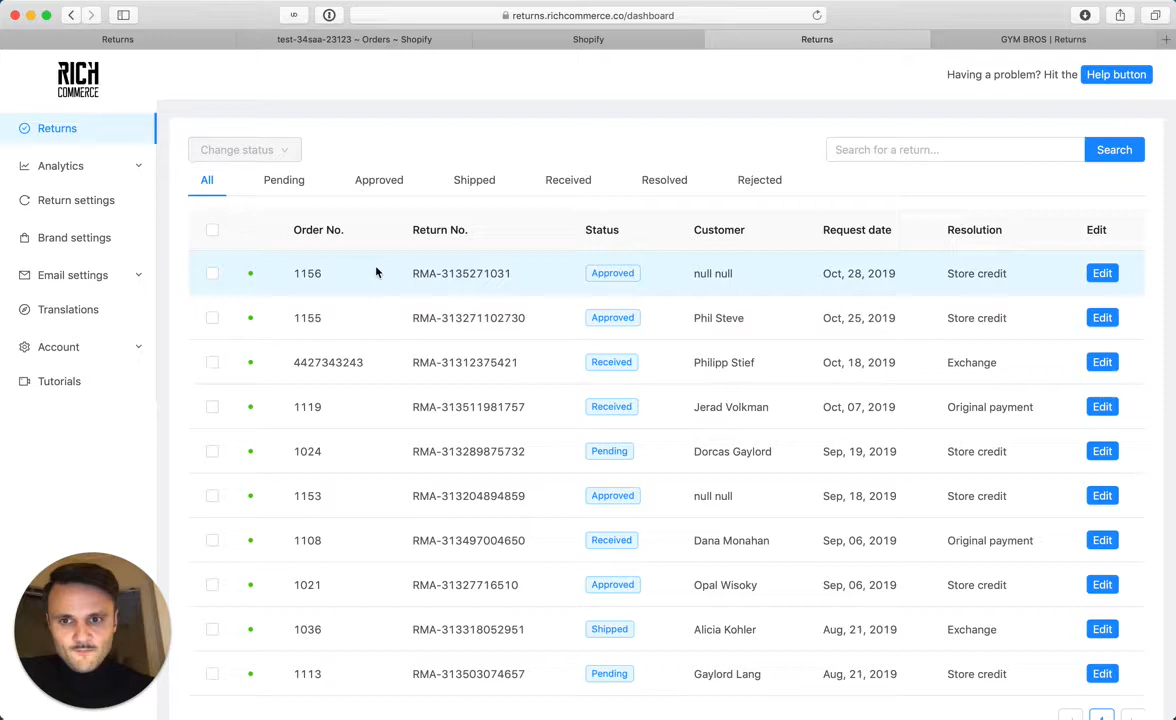 returns.richcommerce.co/dashboard
Returns
test-34saa-23123 ~ Orders ~ Shopify
Shopify
Returns
GYM BROS | Returns
RICH
COMMERCE
Having a problem? Hit the Help button
Returns
Analytics
Return settings
Brand settings
Email settings
Translations
Account
Tutorials
Change status
Search for a return... Search
All Pending Approved Shipped Received Resolved Rejected
Order No. Return No. Status Customer Request date Resolution Edit
1156 RMA-3135271031 Approved null null Oct, 28, 2019 Store credit Edit
1155 RMA-313271102730 Approved Phil Steve Oct, 25, 2019 Store credit Edit
4427343243 RMA-31312375421 Received Philipp Stief Oct, 18, 2019 Exchange Edit
1119 RMA-313511981757 Received Jerad Volkman Oct, 07, 2019 Original payment Edit
1024 RMA-313289875732 Pending Dorcas Gaylord Sep, 19, 2019 Store credit Edit
1153 RMA-313204894859 Approved null null Sep, 18, 2019 Store credit Edit
1108 RMA-313497004650 Received Dana Monahan Sep, 06, 2019 Original payment Edit
1021 RMA-31327716510 Approved Opal Wisoky Sep, 06, 2019 Store credit Edit
1036 RMA-313318052951 Shipped Alicia Kohler Aug, 21, 2019 Exchange Edit
1113 RMA-313503074657 Pending Gaylord Lang Aug, 21, 2019 Store credit Edit